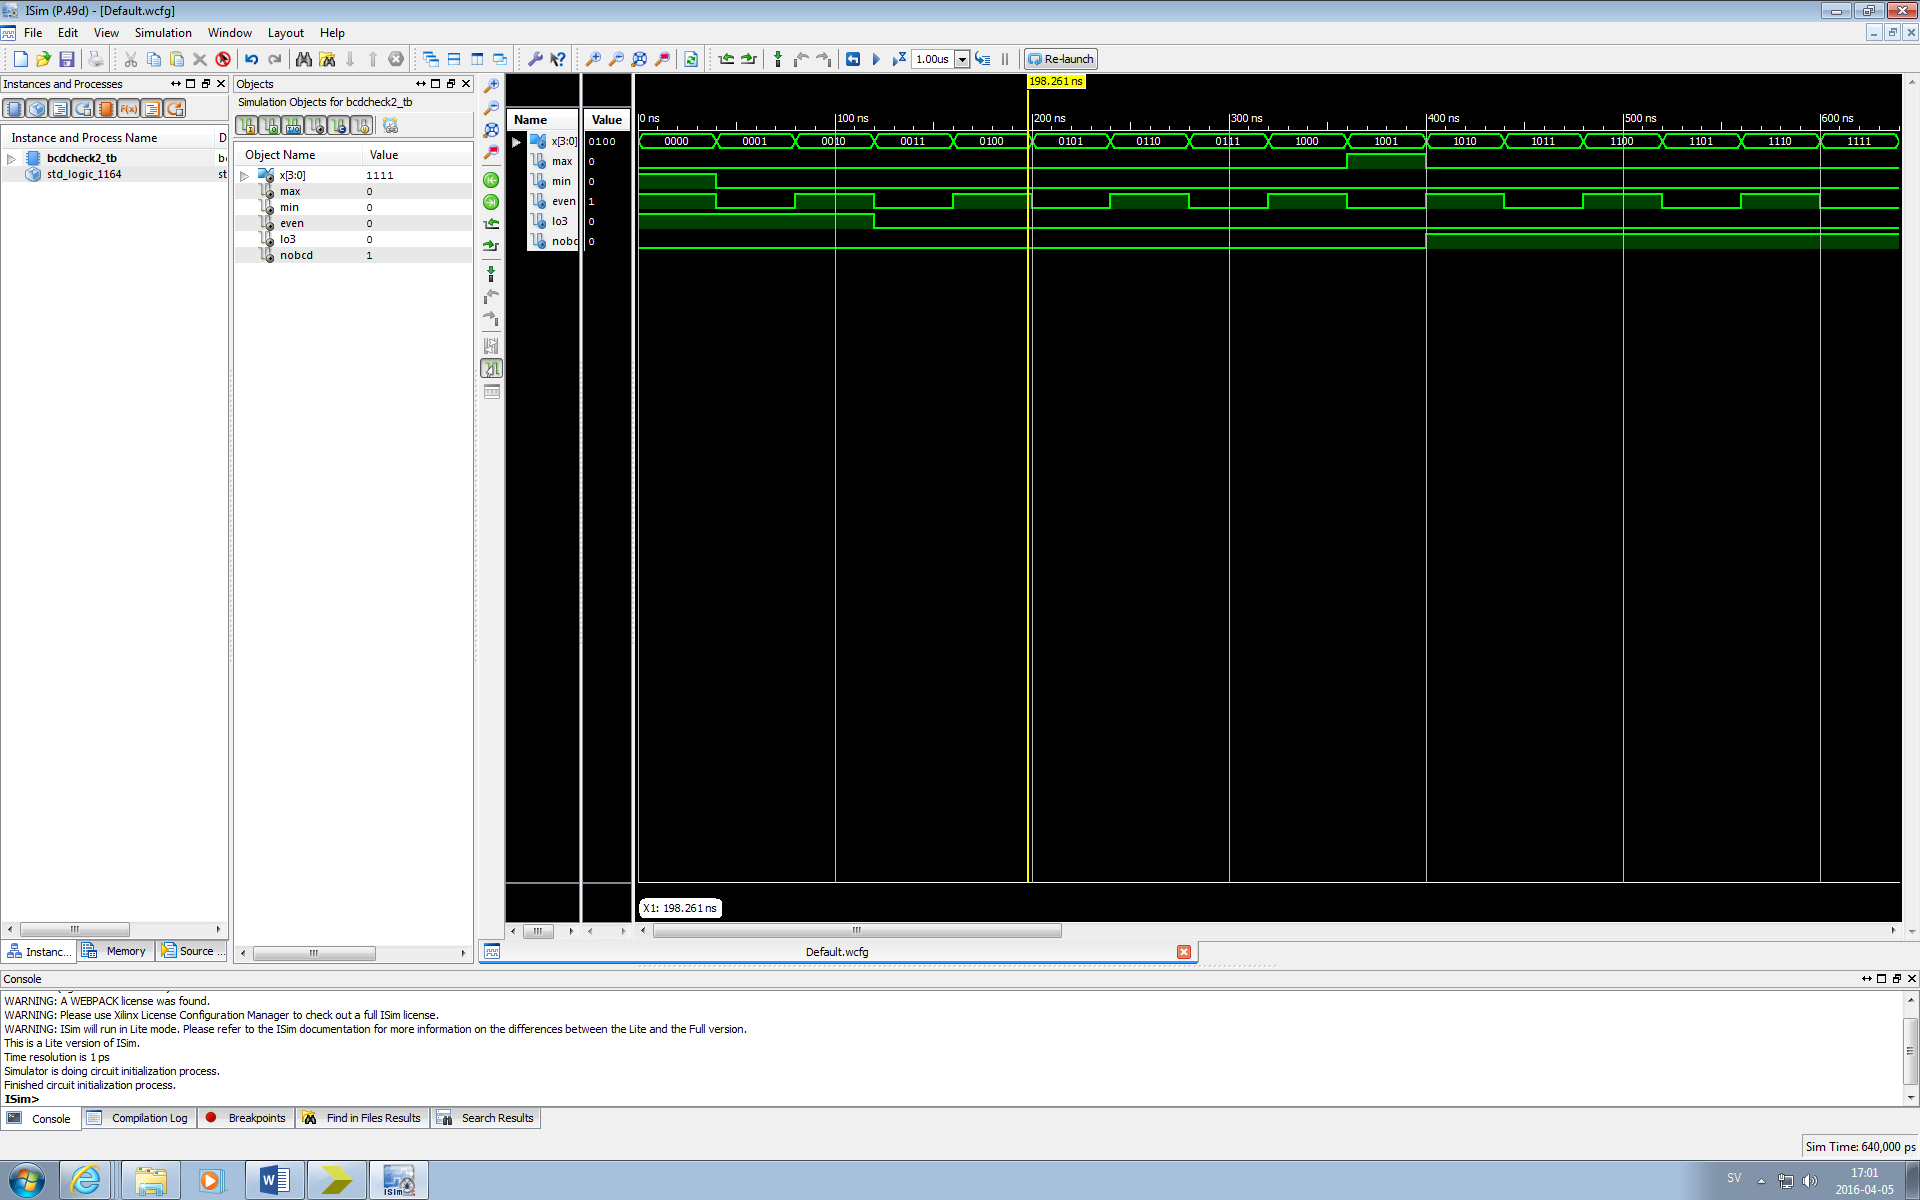 ISim (P.49d) - [Default.wcfg]
File Edit View Simulation Window Layout Help
1.00us Re-launch
Instances and Processes
Instance and Process Name D
bcdcheck2_tb b
std_logic_1164 st
Instanc... Memory Source ...
Objects
Simulation Objects for bcdcheck2_tb
Object Name Value
x[3:0] 1111
max 0
min 0
even 0
lo3 0
nobcd 1
198.261 ns
Name Value
0 ns 100 ns 200 ns 300 ns 400 ns 500 ns 600 ns
x[3:0] 0100 0000 0001 0010 0011 0100 0101 0110 0111 1000 1001 1010 1011 1100 1101 1110 1111
max 0
min 0
even 1
lo3 0
nobc 0
X1: 198.261 ns
Default.wcfg
Console
WARNING: A WEBPACK license was found.
WARNING: Please use Xilinx License Configuration Manager to check out a full ISim license.
WARNING: ISim will run in Lite mode. Please refer to the ISim documentation for more information on the differences between the Lite and the Full version.
This is a Lite version of ISim.
Time resolution is 1 ps
Simulator is doing circuit initialization process.
Finished circuit initialization process.
ISim>
Console Compilation Log Breakpoints Find in Files Results Search Results
Sim Time: 640,000 ps
ISim
SV
17:01
2016-04-05